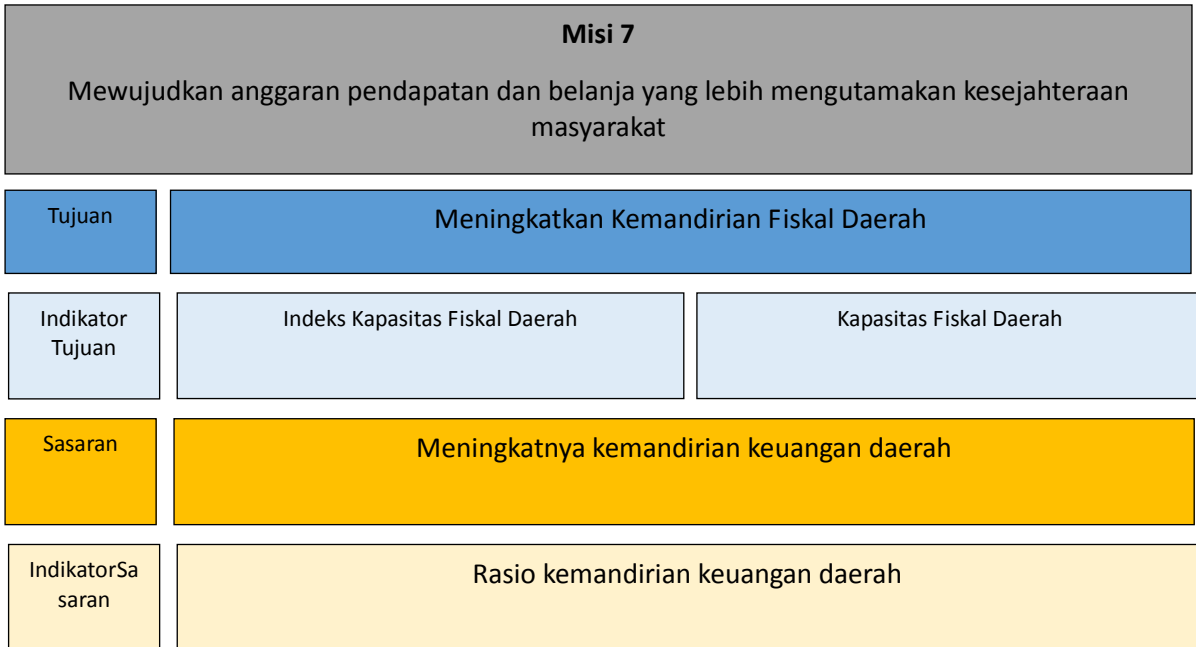 Misi 7
Mewujudkan anggaran pendapatan dan belanja yang lebih mengutamakan kesejahteraan
masyarakat
Tujuan
Meningkatkan Kemandirian Fiskal Daerah
Indikator
Tujuan
Indeks Kapasitas Fiskal Daerah
Kapasitas Fiskal Daerah
Sasaran
Meningkatnya kemandirian keuangan daerah
IndikatorSa
saran
Rasio kemandirian keuangan daerah